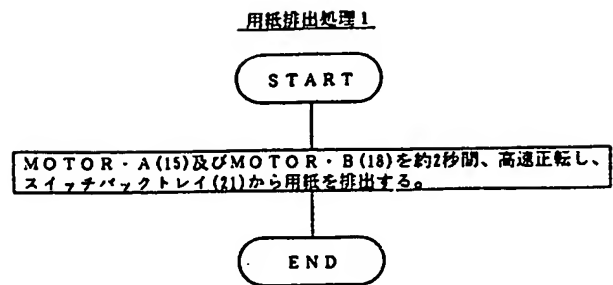 用紙排出処理1
START
MOTOR・A(15)及びMOTOR・B(18)を約2秒間、高速正転し、
スイッチバックトレイ(21)から用紙を排出する。
END